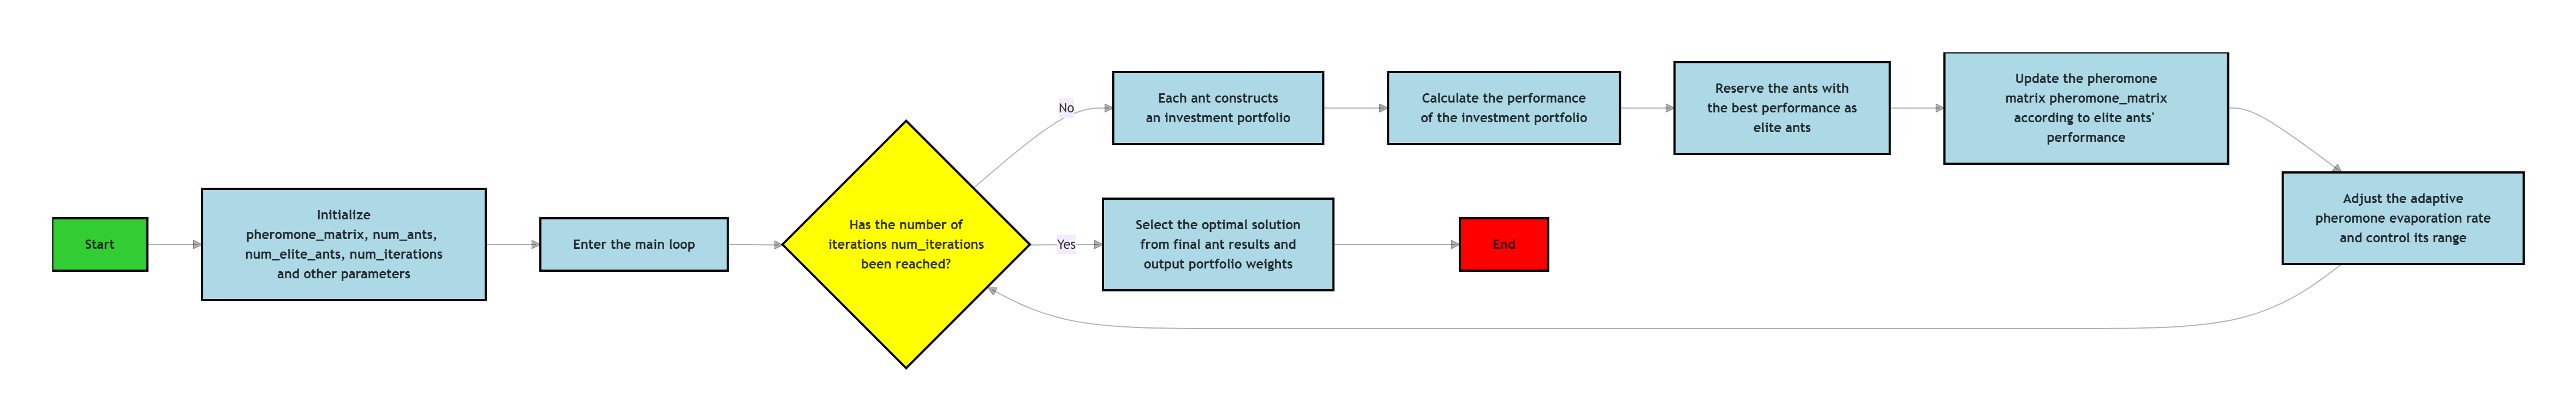 Start
Initialize
pheromone_matrix, num_ants,
num_elite_ants, num_iterations
and other parameters
Enter the main loop
Has the number of
iterations num_iterations
been reached?
No
Each ant constructs
an investment portfolio
Calculate the performance
of the investment portfolio
Reserve the ants with
the best performance as
elite ants
Update the pheromone
matrix pheromone_matrix
according to elite ants'
performance
Adjust the adaptive
pheromone evaporation rate
and control its range
Yes
Select the optimal solution
from final ant results and
output portfolio weights
End